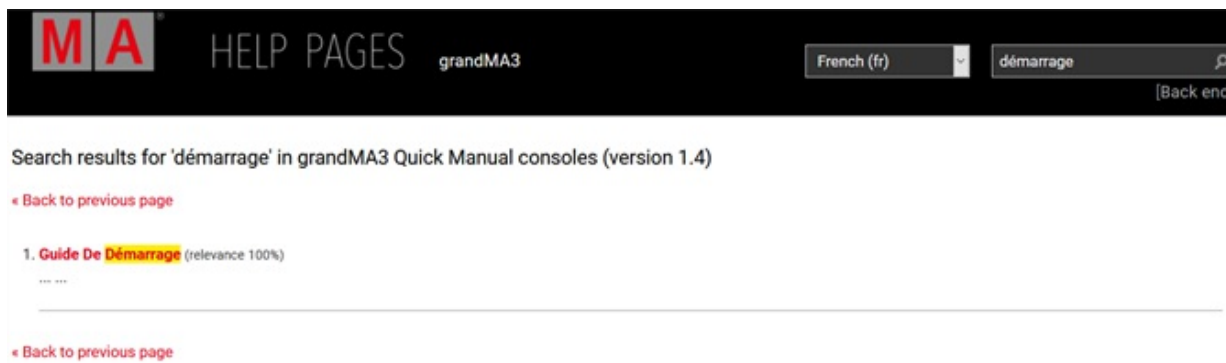 MA® HELP PAGES grandMA3 French (fr) démarrage
[Back end
Search results for 'démarrage' in grandMA3 Quick Manual consoles (version 1.4)
« Back to previous page
1. Guide De Démarrage (relevance 100%)
... ...
« Back to previous page